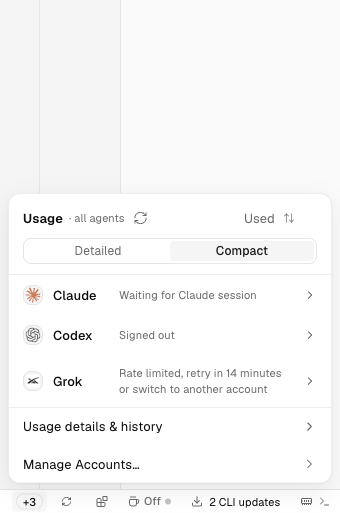 Usage · all agents Used
Detailed Compact
Claude Waiting for Claude session
Codex Signed out
Grok Rate limited, retry in 14 minutes
or switch to another account
Usage details & history
Manage Accounts...
+3 Off 2 CLI updates